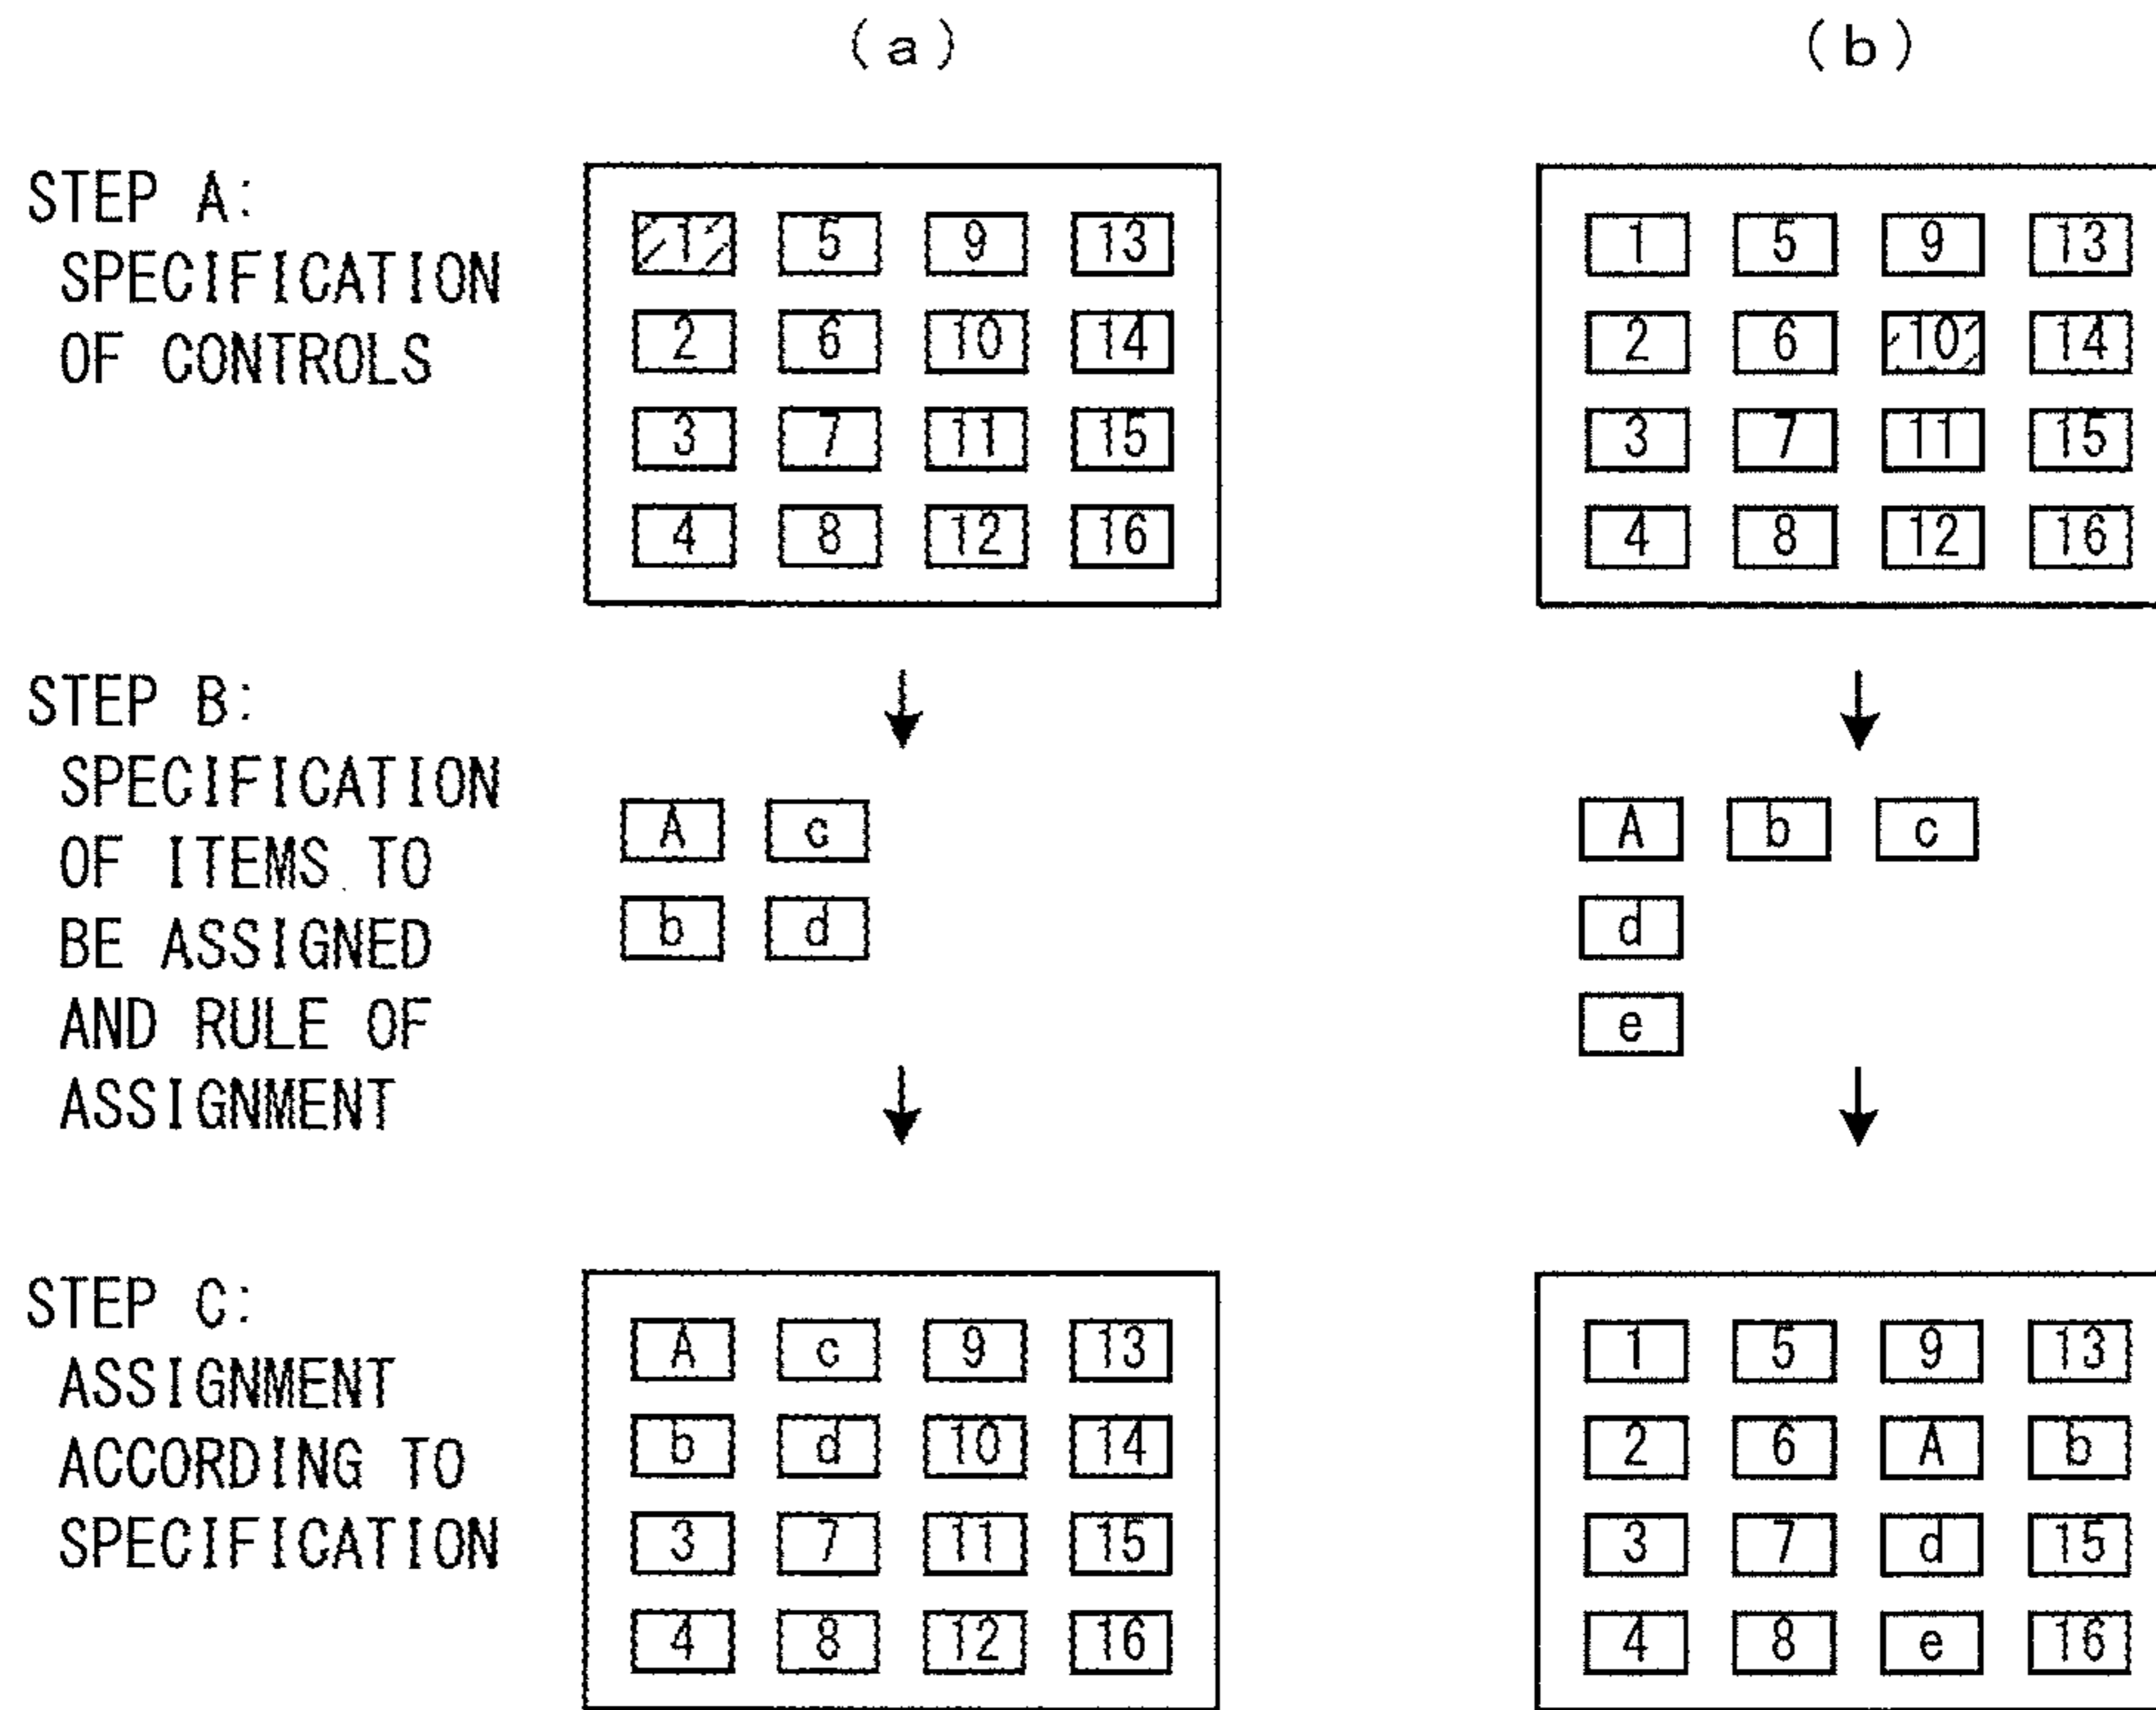 (a) (b)
STEP A:
SPECIFICATION
OF CONTROLS
1 5 9 13
2 6 10 14
3 7 11 15
4 8 12 16
1 5 9 13
2 6 10 14
3 7 11 15
4 8 12 16
STEP B:
SPECIFICATION
OF ITEMS TO
BE ASSIGNED
AND RULE OF
ASSIGNMENT
A c
b d
A b c
d
e
STEP C:
ASSIGNMENT
ACCORDING TO
SPECIFICATION
A c 9 13
b d 10 14
3 7 11 15
4 8 12 16
1 5 9 13
2 6 A b
3 7 d 15
4 8 e 16